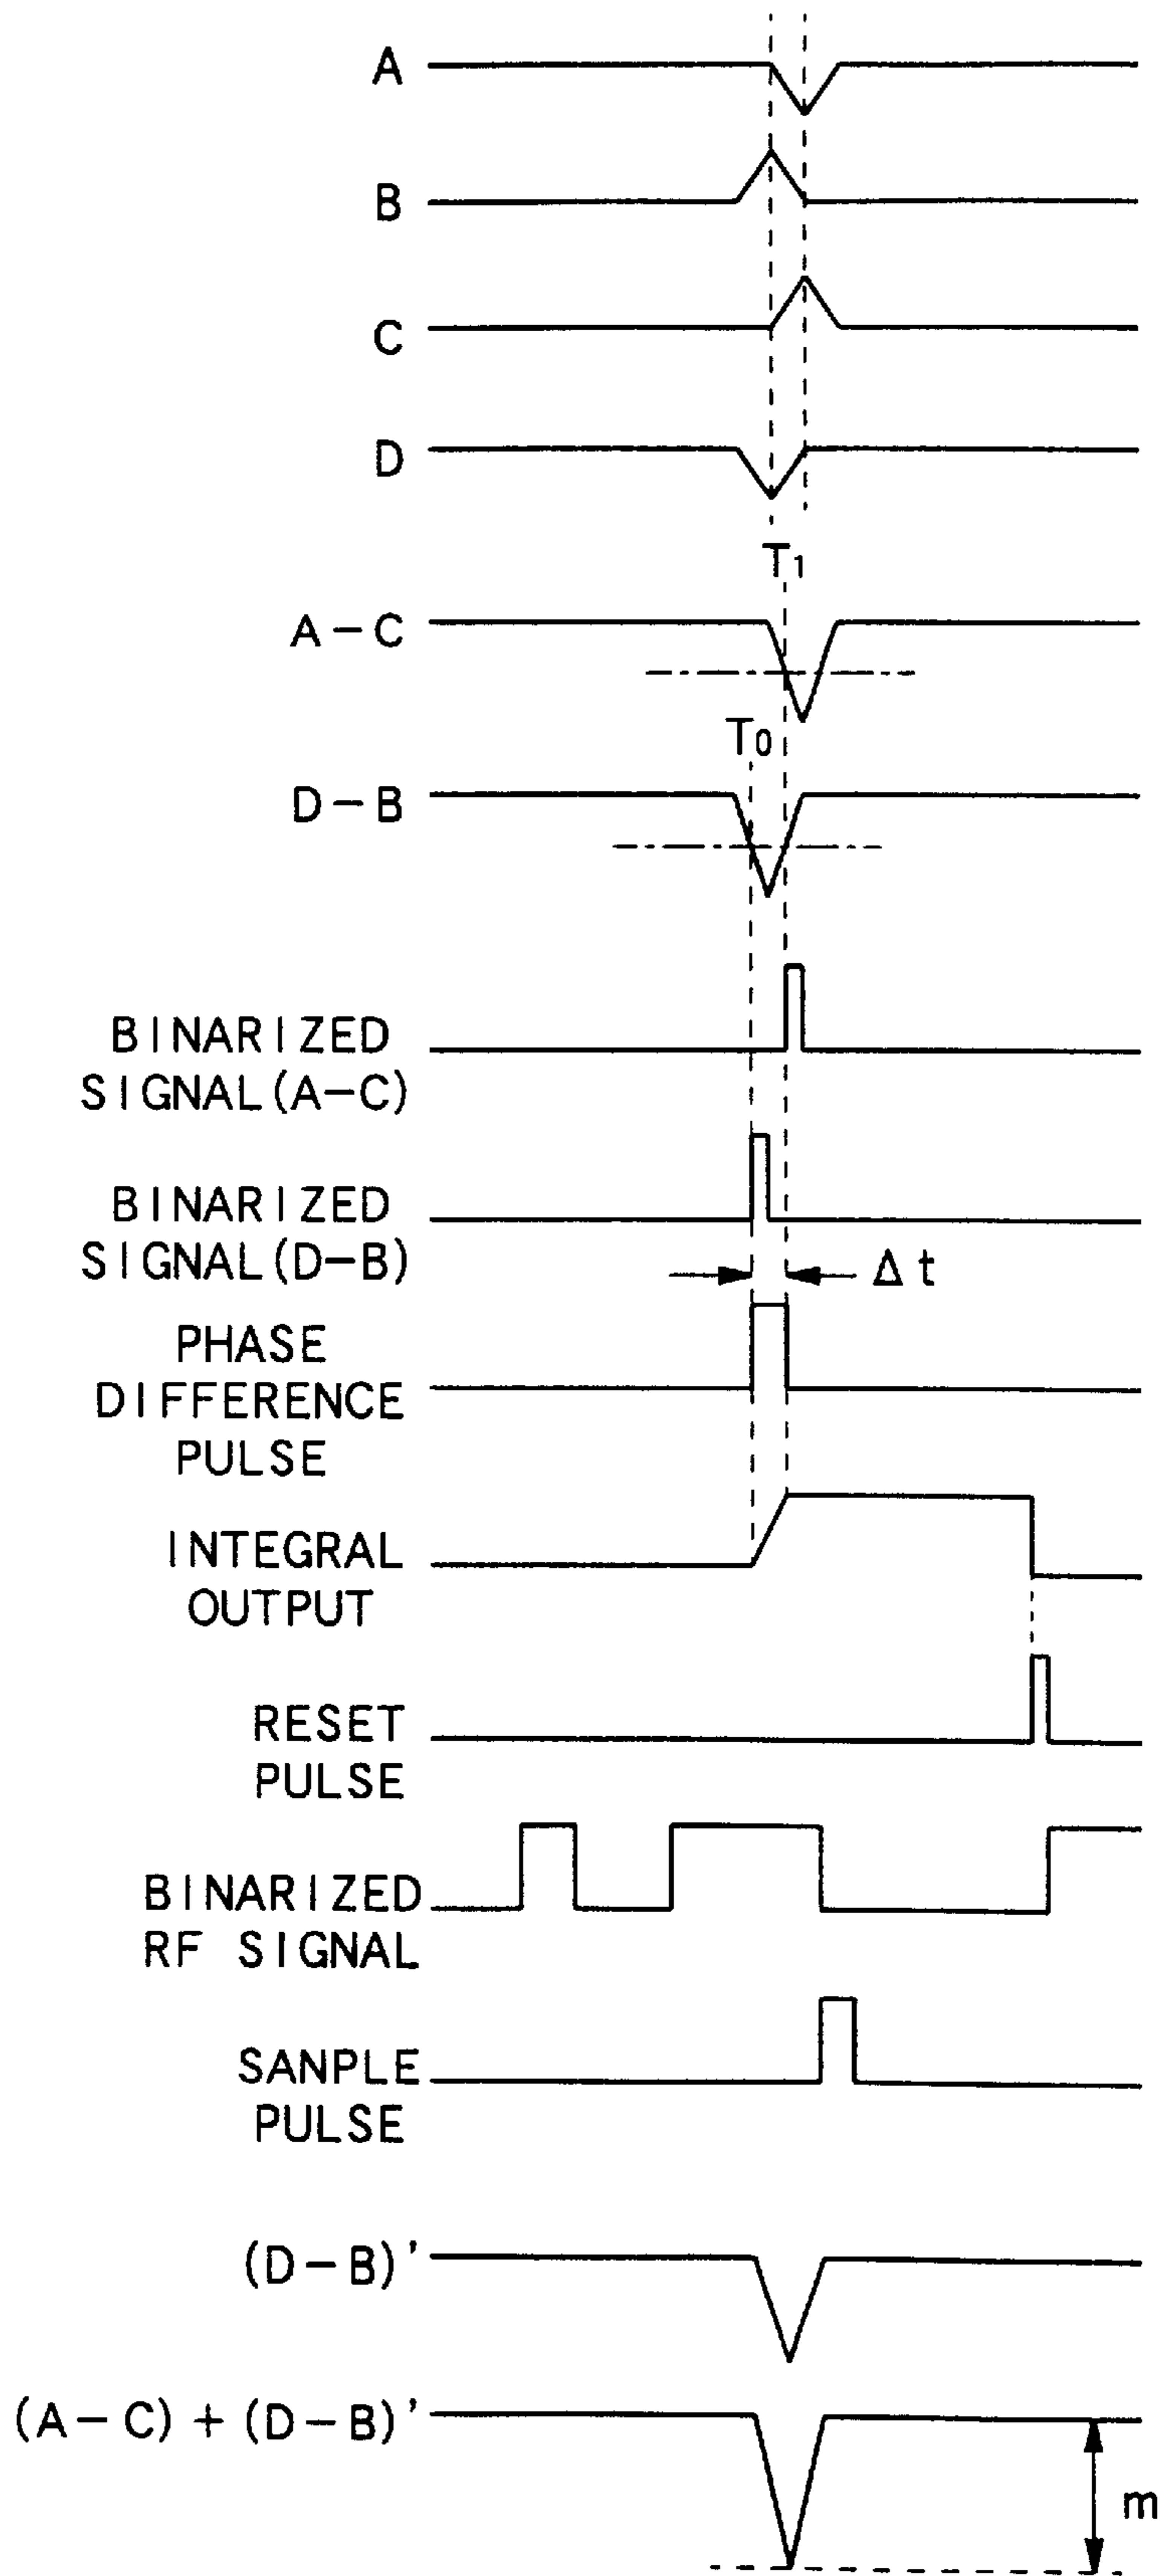 A
B
C
D
T1
A-C
T0
D-B
BINARIZED
SIGNAL(A-C)
BINARIZED
SIGNAL(D-B)
Δt
PHASE
DIFFERENCE
PULSE
INTEGRAL
OUTPUT
RESET
PULSE
BINARIZED
RF SIGNAL
SANPLE
PULSE
(D-B)'
(A-C)+(D-B)'
m